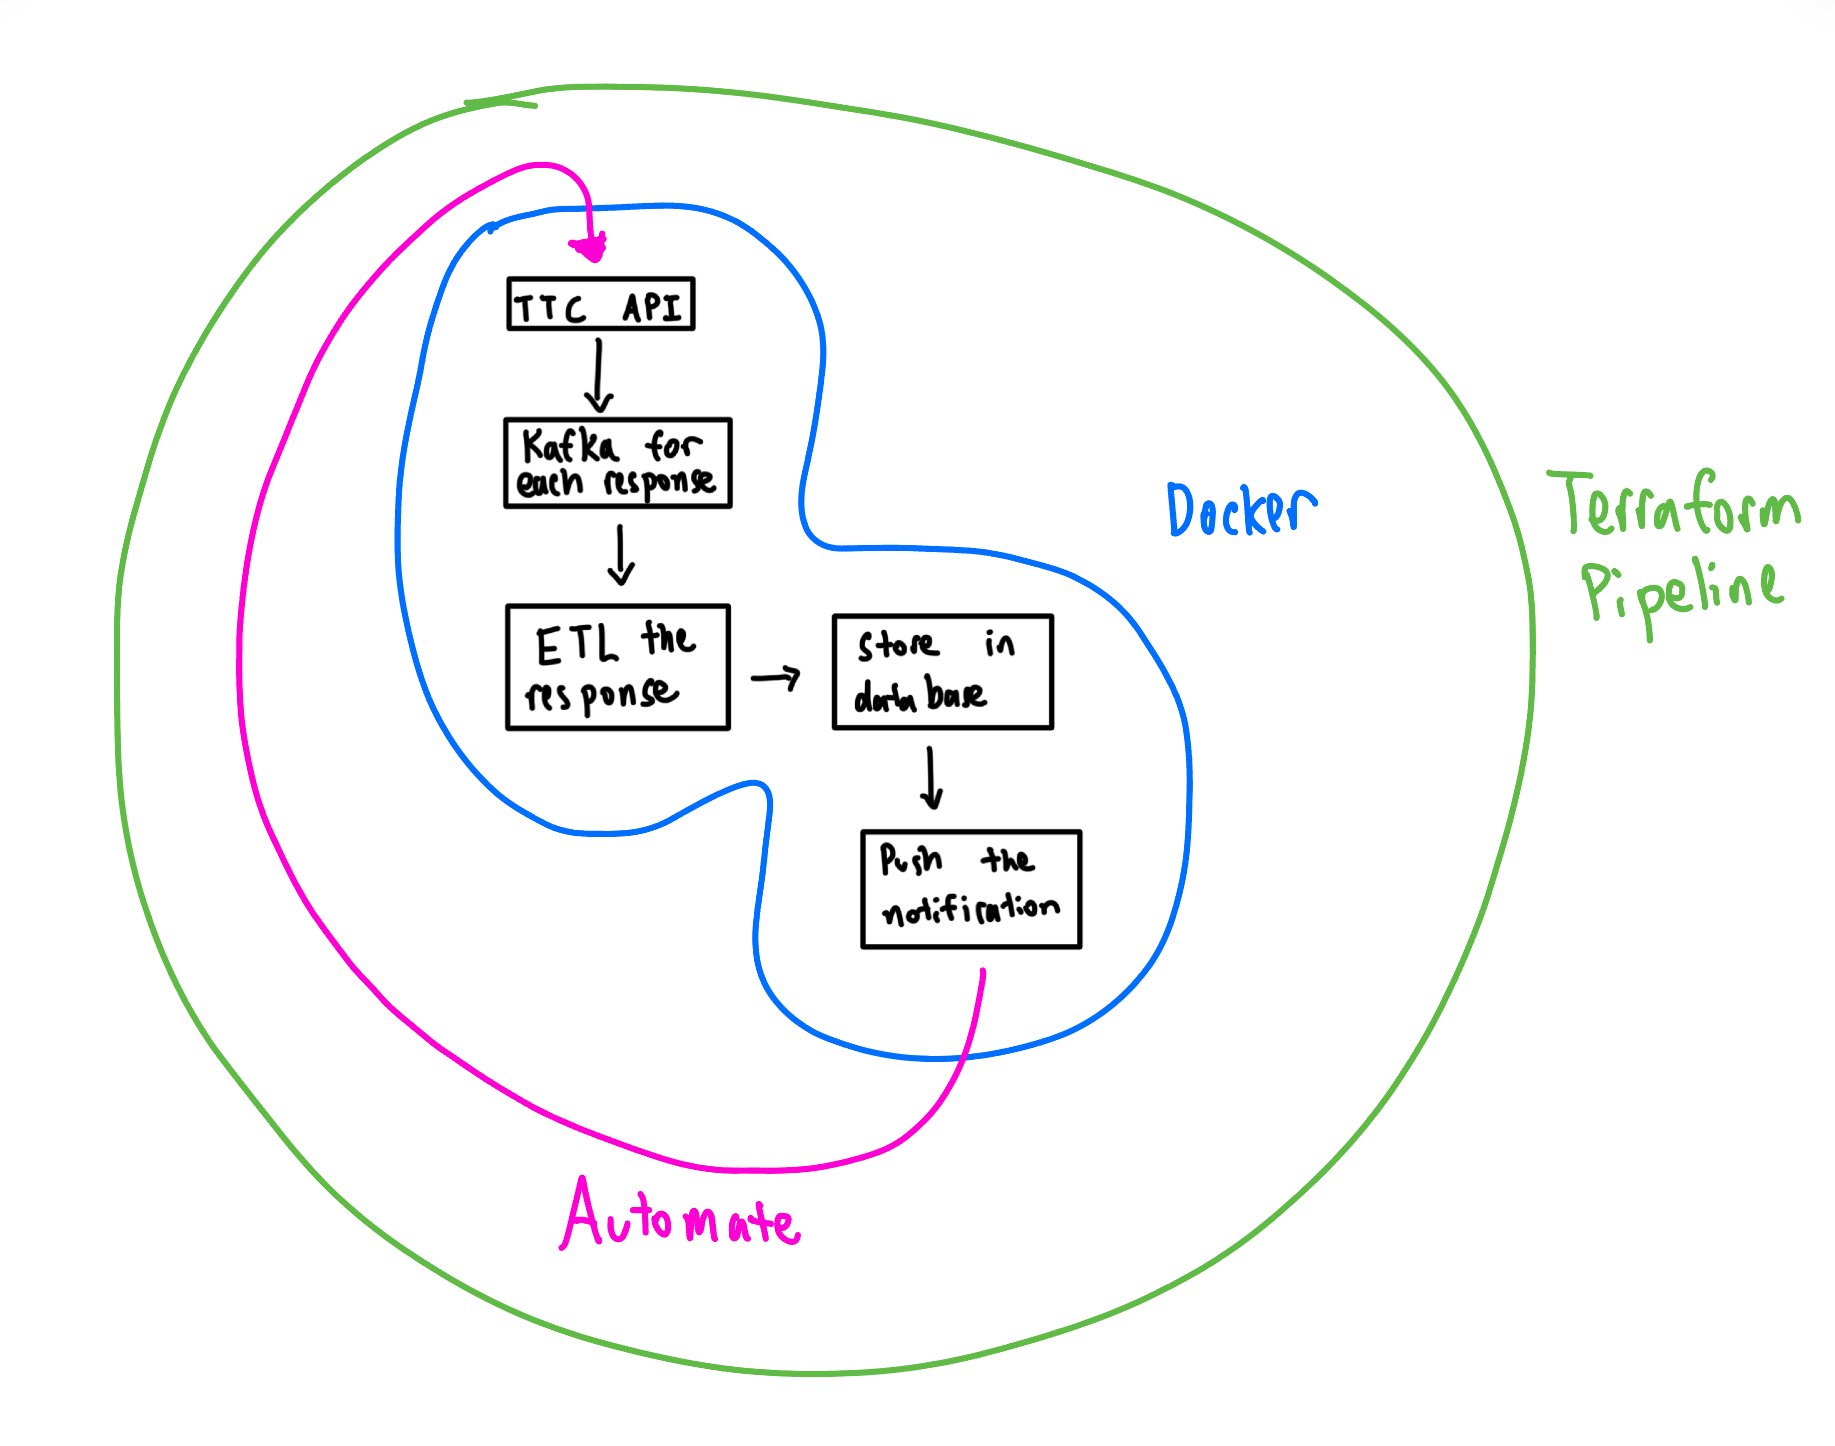 TTC API
Kafka for
each response
ETL the
response
store in
database
Push the
notification
Docker
Terraform
Pipeline
Automate